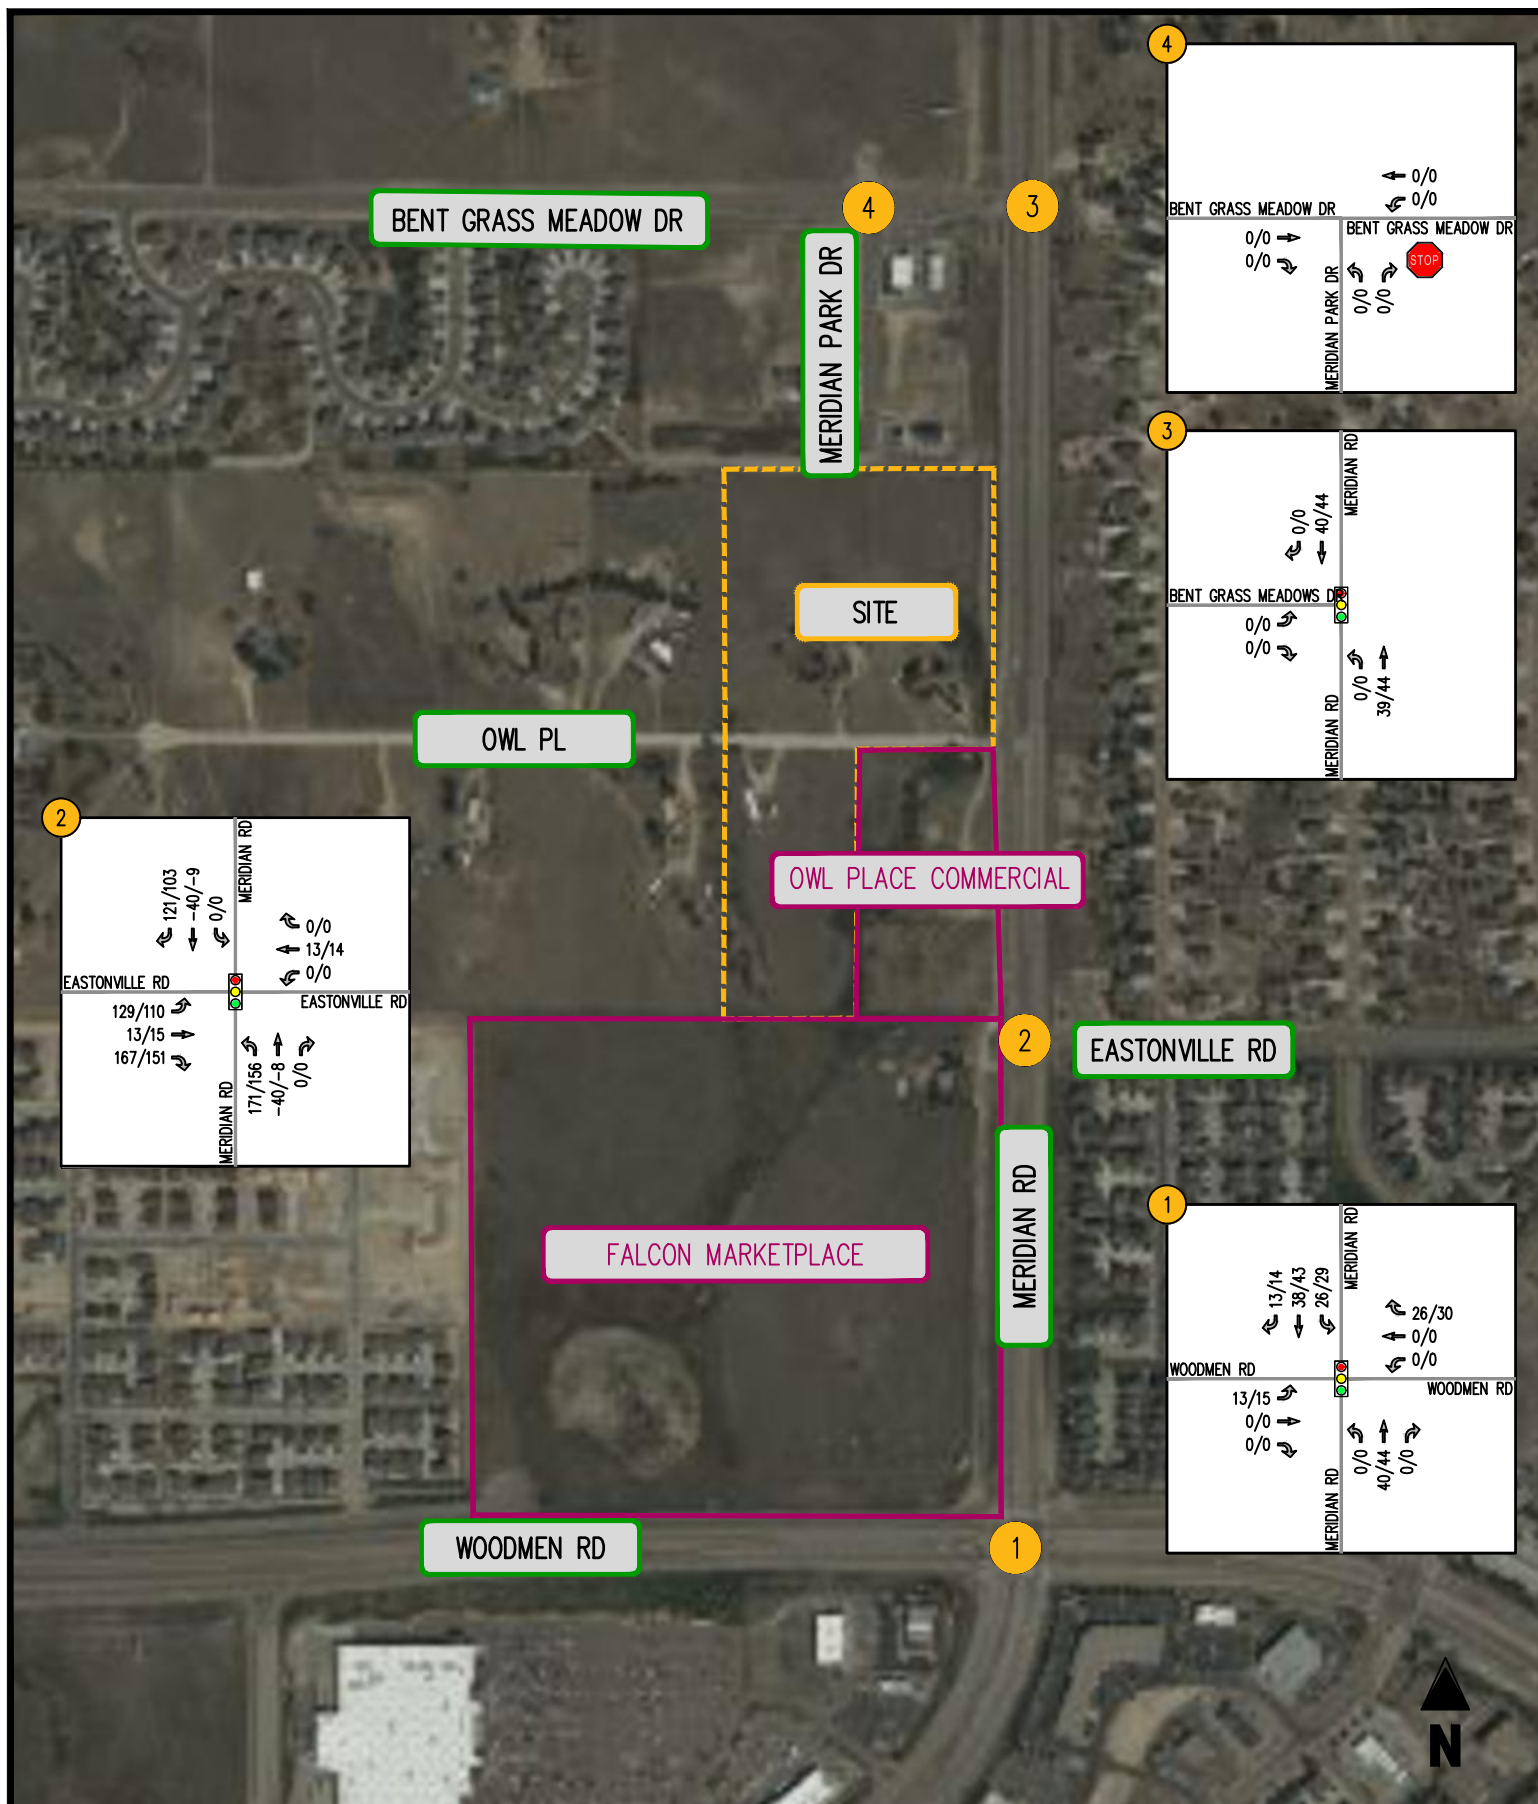 4
BENT GRASS MEADOW DR
4
3
0/0
0/0
BENT GRASS MEADOW DR
BENT GRASS MEADOW DR
0/0
0/0
STOP
0/0
0/0
MERIDIAN PARK DR
MERIDIAN PARK DR
3
MERIDIAN RD
0/0
40/44
BENT GRASS MEADOWS DR
0/0
0/0
0/0
39/44
MERIDIAN RD
SITE
OWL PL
OWL PLACE COMMERCIAL
2
MERIDIAN RD
121/103
-40/-9
0/0
0/0
13/14
0/0
EASTONVILLE RD
EASTONVILLE RD
129/110
13/15
167/151
171/156
-40/-8
0/0
MERIDIAN RD
2
EASTONVILLE RD
MERIDIAN RD
FALCON MARKETPLACE
1
MERIDIAN RD
13/14
38/43
26/29
26/30
0/0
0/0
WOODMEN RD
WOODMEN RD
13/15
0/0
0/0
0/0
40/44
0/0
MERIDIAN RD
WOODMEN RD
1
N